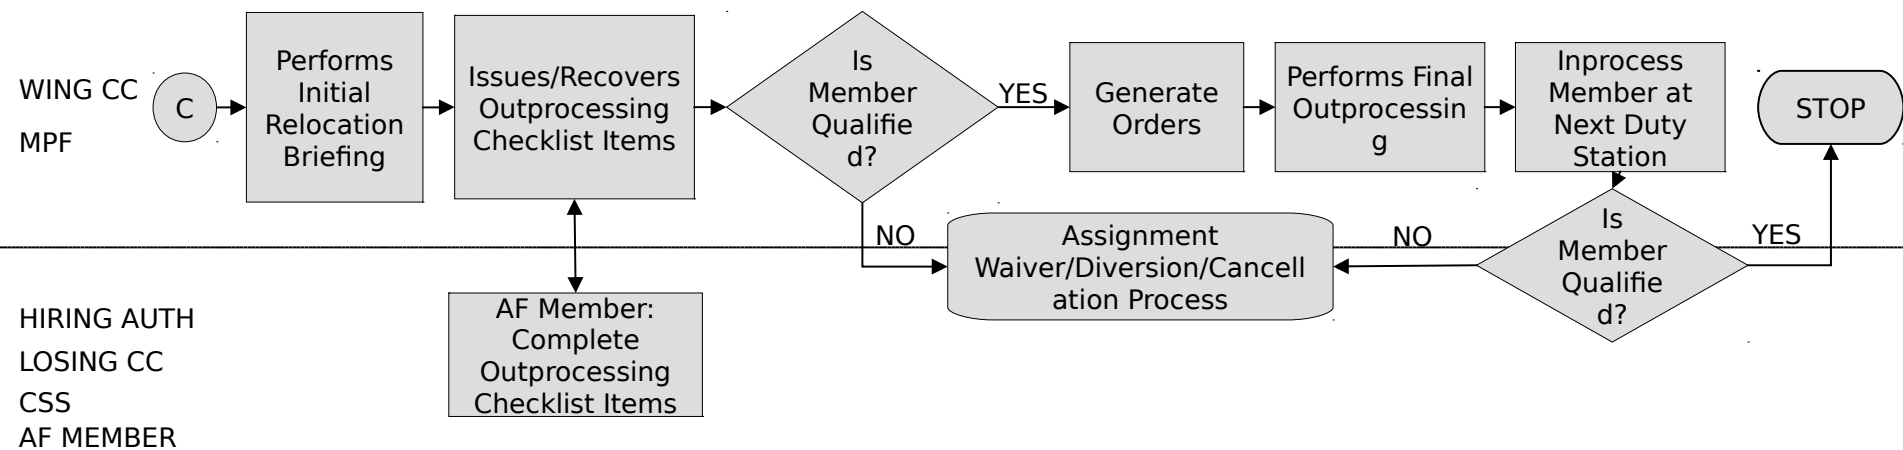 WING CC
MPF
C
Performs
Initial
Relocation
Briefing
Issues/Recovers
Outprocessing
Checklist Items
Is
Member
Qualifie
d?
YES
Generate
Orders
Performs Final
Outprocessin
g
Inprocess
Member at
Next Duty
Station
STOP
NO
Assignment
Waiver/Diversion/Cancell
ation Process
NO
Is
Member
Qualifie
d?
YES
AF Member:
Complete
Outprocessing
Checklist Items
HIRING AUTH
LOSING CC
CSS
AF MEMBER